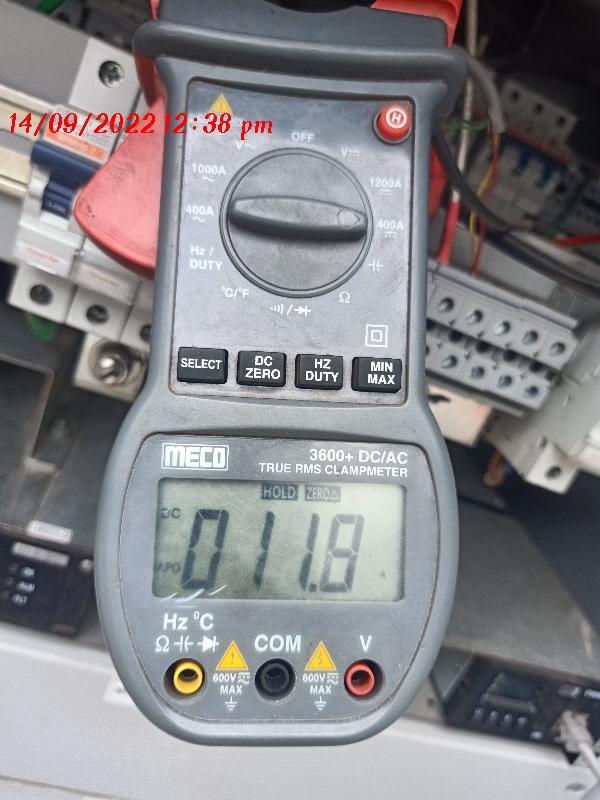 14/09/2022 12:38 pm
OFF
H
V~
V⎓
1000A
~
1200A
⎓
400A
~
400A
⎓
Hz /
DUTY
°C/°F
Ω
SELECT
DC
ZERO
HZ
DUTY
MIN
MAX
MECO
3600+ DC/AC
TRUE RMS CLAMPMETER
HOLD ZERO△
APO
011.8
A
Hz °C
Ω
COM
V
600V
MAX
600V
MAX